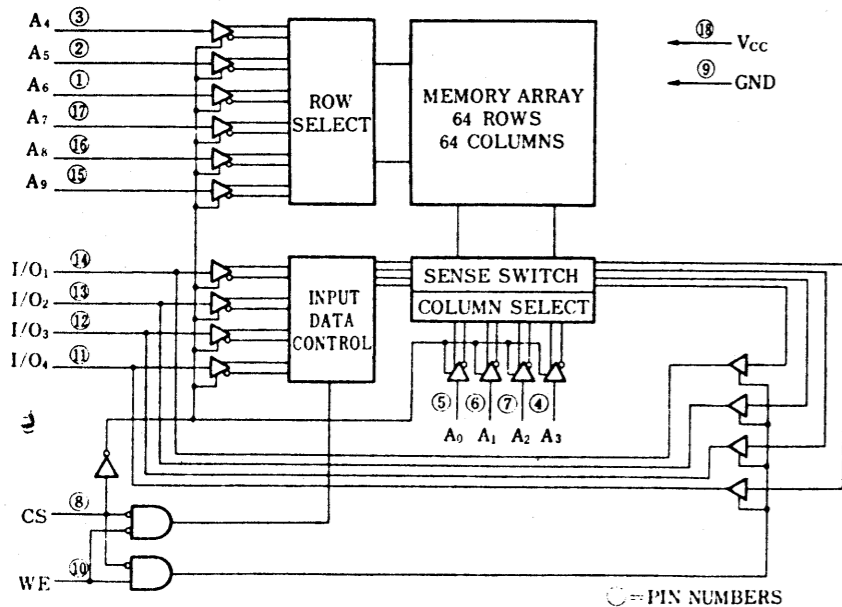 A4 ③
A5 ②
A6 ①
A7 ⑰
A8 ⑯
A9 ⑮
ROW
SELECT
MEMORY ARRAY
64 ROWS
64 COLUMNS
⑱ VCC
⑨ GND
I/O1 ⑭
I/O2 ⑬
I/O3 ⑫
I/O4 ⑪
INPUT
DATA
CONTROL
SENSE SWITCH
COLUMN SELECT
⑤ ⑥ ⑦ ④
A0 A1 A2 A3
CS ⑧
WE ⑩
◯=PIN NUMBERS